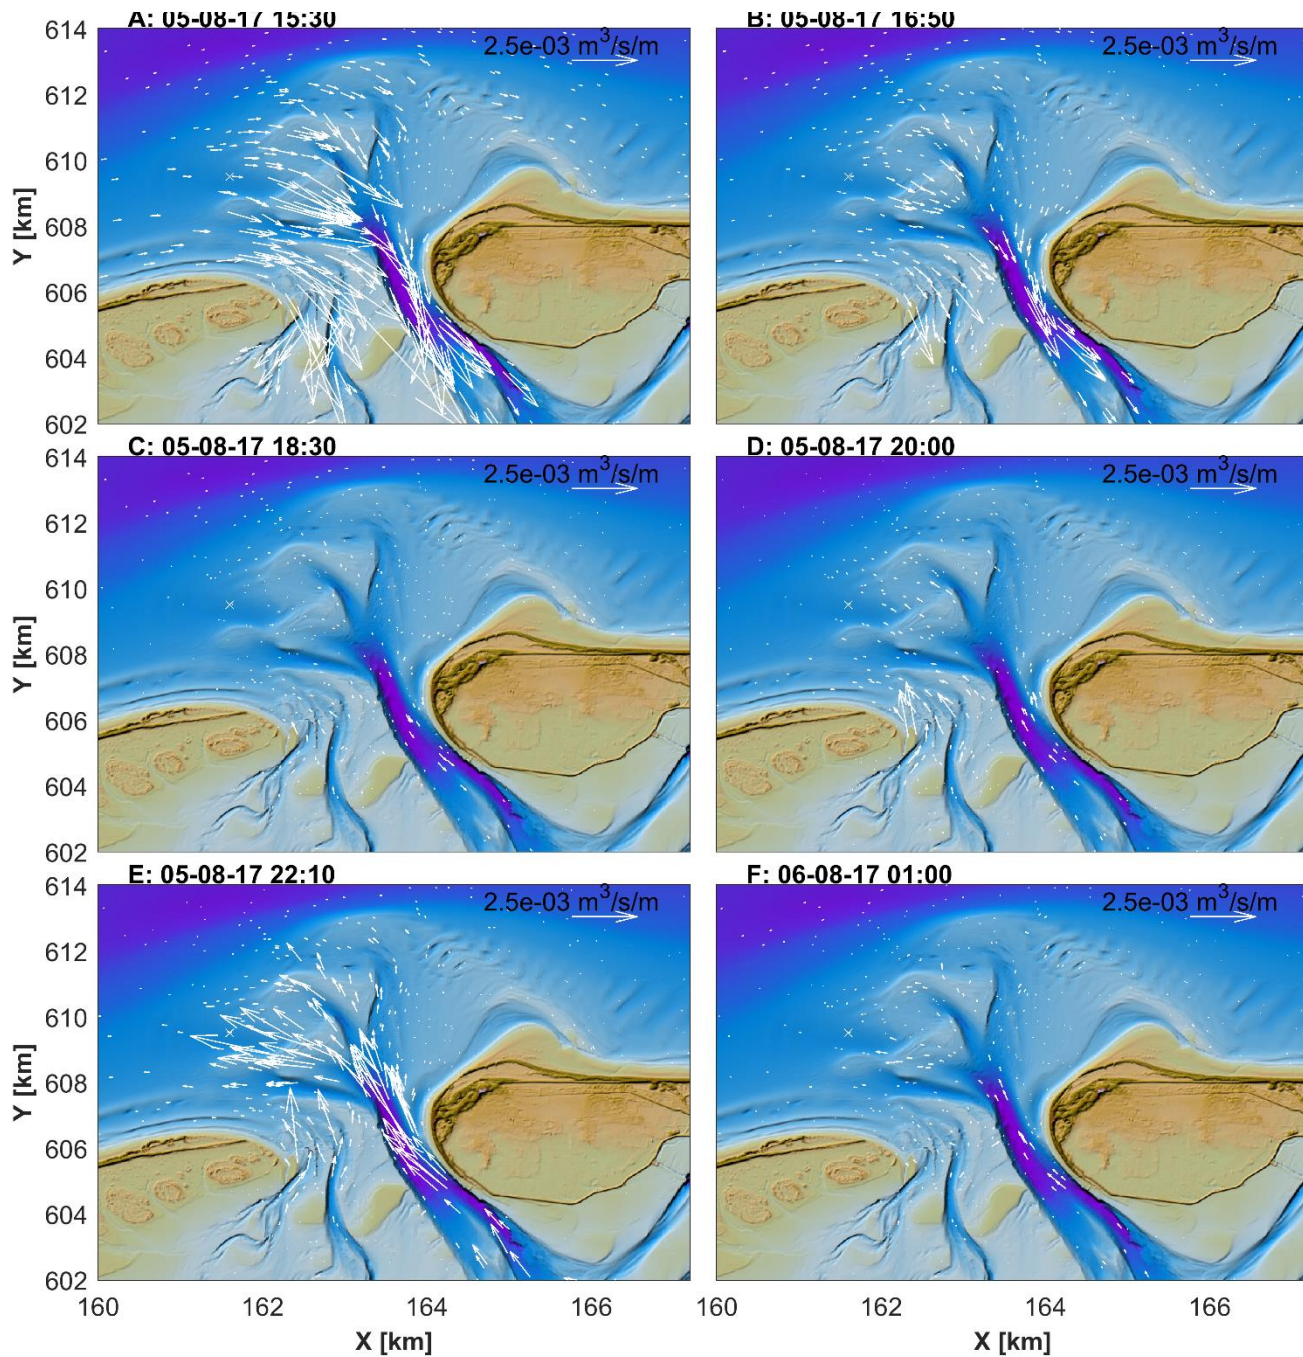 A: 05-08-17 15:30
B: 05-08-17 16:50
2.5e-03 m³/s/m
2.5e-03 m³/s/m
614
612
610
608
606
604
602
Y [km]
C: 05-08-17 18:30
D: 05-08-17 20:00
2.5e-03 m³/s/m
2.5e-03 m³/s/m
614
612
610
608
606
604
602
Y [km]
E: 05-08-17 22:10
F: 06-08-17 01:00
2.5e-03 m³/s/m
2.5e-03 m³/s/m
614
612
610
608
606
604
602
Y [km]
160 162 164 166
160 162 164 166
X [km]
X [km]